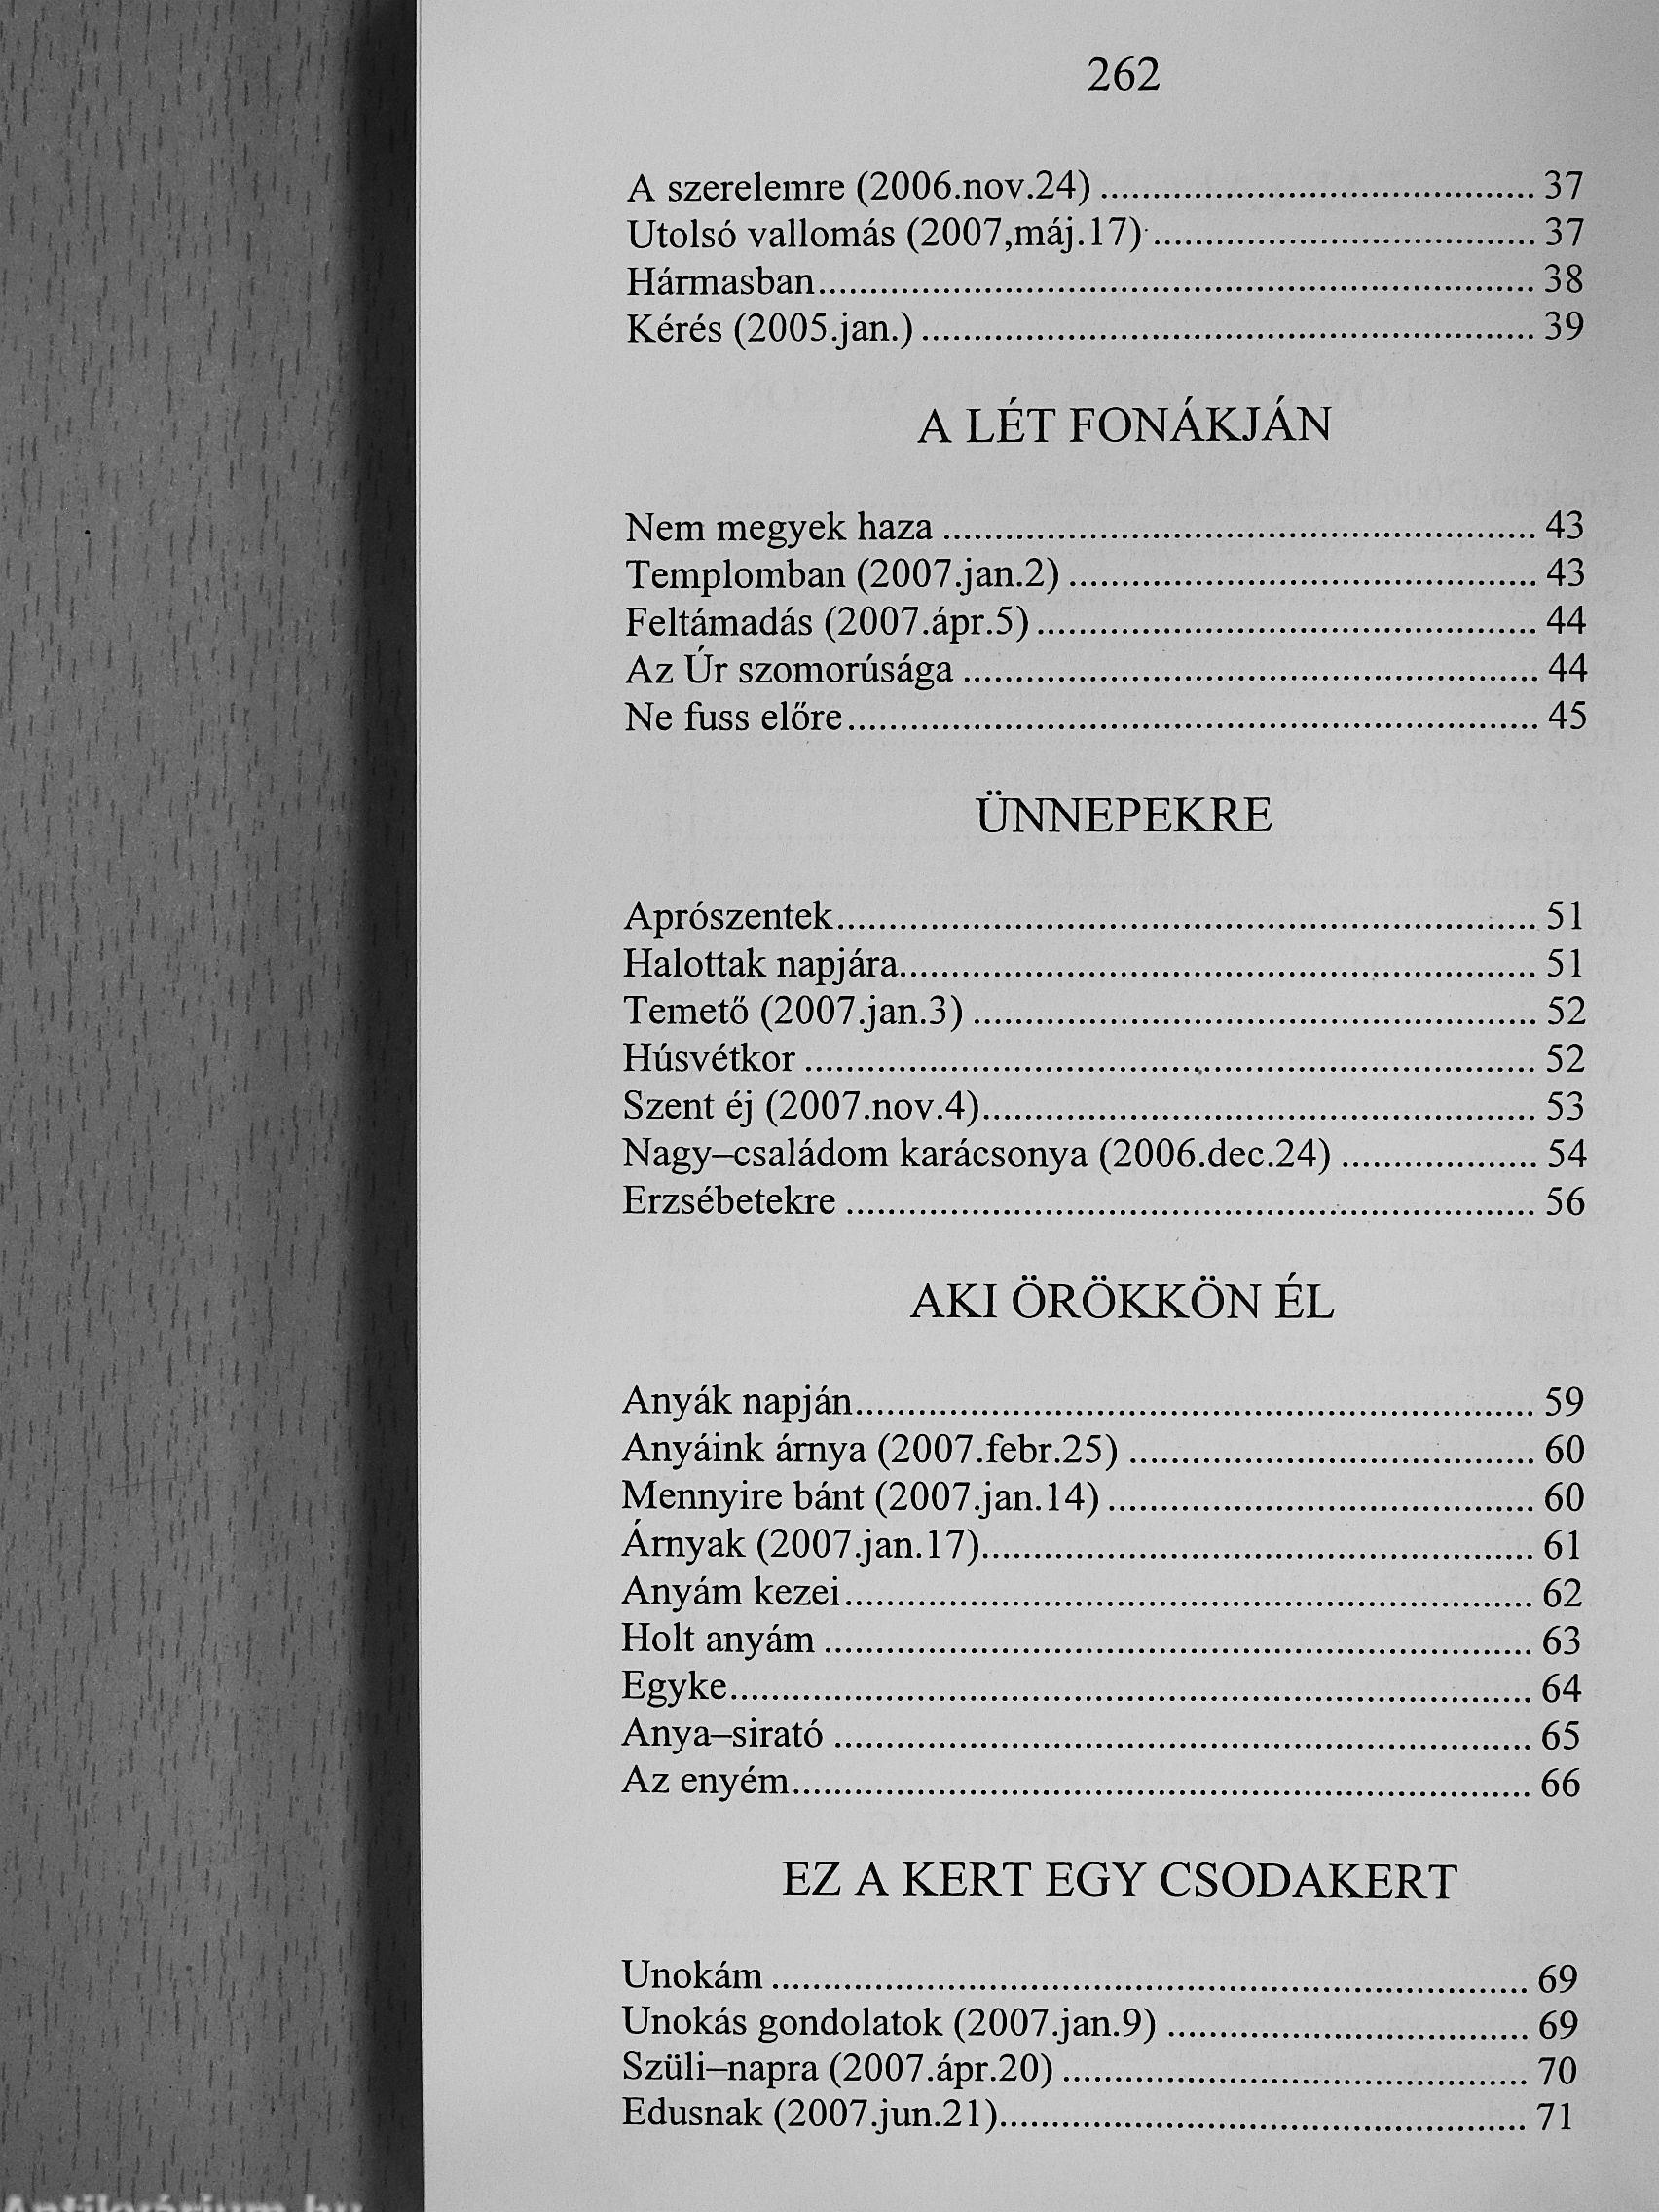 262
A szerelemre (2006.nov.24) ........................................ 37
Utolsó vallomás (2007,máj.17) ................................... 37
Hármasban.................................................................... 38
Kérés (2005.jan.) .......................................................... 39
A LÉT FONÁKJÁN
Nem megyek haza ........................................................ 43
Templomban (2007.jan.2) ............................................ 43
Feltámadás (2007.ápr.5)............................................... 44
Az Úr szomorúsága ...................................................... 44
Ne fuss előre................................................................. 45
ÜNNEPEKRE
Aprószentek.................................................................. 51
Halottak napjára............................................................ 51
Temető (2007.jan.3) ..................................................... 52
Húsvétkor ..................................................................... 52
Szent éj (2007.nov.4).................................................... 53
Nagy–családom karácsonya (2006.dec.24) ................... 54
Erzsébetekre ................................................................. 56
AKI ÖRÖKKÖN ÉL
Anyák napján................................................................ 59
Anyáink árnya (2007.febr.25) ...................................... 60
Mennyire bánt (2007.jan.14) ........................................ 60
Árnyak (2007.jan.17).................................................... 61
Anyám kezei................................................................. 62
Holt anyám ................................................................... 63
Egyke............................................................................ 64
Anya–sirató .................................................................. 65
Az enyém...................................................................... 66
EZ A KERT EGY CSODAKERT
Unokám ........................................................................ 69
Unokás gondolatok (2007.jan.9) .................................. 69
Szüli–napra (2007.ápr.20) ............................................ 70
Edusnak (2007.jun.21).................................................. 71
Antikvárium.hu